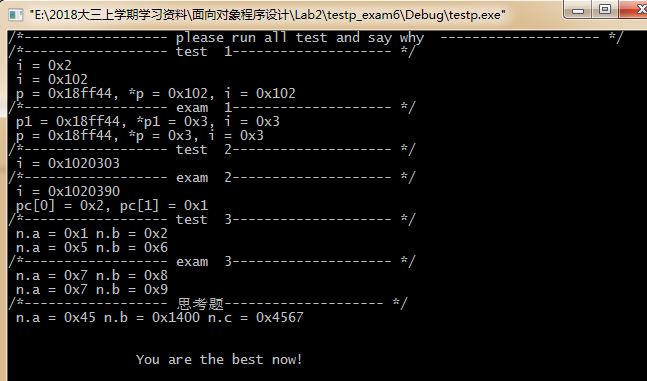 "E:\2018大三上学期学习资料\面向对象程序设计\Lab2\testp_exam6\Debug\testp.exe"
/*------------------ please run all test and say why  -------------------- */
/*------------------ test  1-------------------- */
i = 0x2
i = 0x102
p = 0x18ff44, *p = 0x102, i = 0x102
/*------------------ exam  1-------------------- */
p1 = 0x18ff44, *p1 = 0x3, i = 0x3
p = 0x18ff44, *p = 0x3, i = 0x3
/*------------------ test  2-------------------- */
i = 0x1020303
/*------------------ exam  2-------------------- */
i = 0x1020390
pc[0] = 0x2, pc[1] = 0x1
/*------------------ test  3-------------------- */
n.a = 0x1 n.b = 0x2
n.a = 0x5 n.b = 0x6
/*------------------ exam  3-------------------- */
n.a = 0x7 n.b = 0x8
n.a = 0x7 n.b = 0x9
/*------------------ 思考题-------------------- */
n.a = 0x45 n.b = 0x1400 n.c = 0x4567
You are the best now!